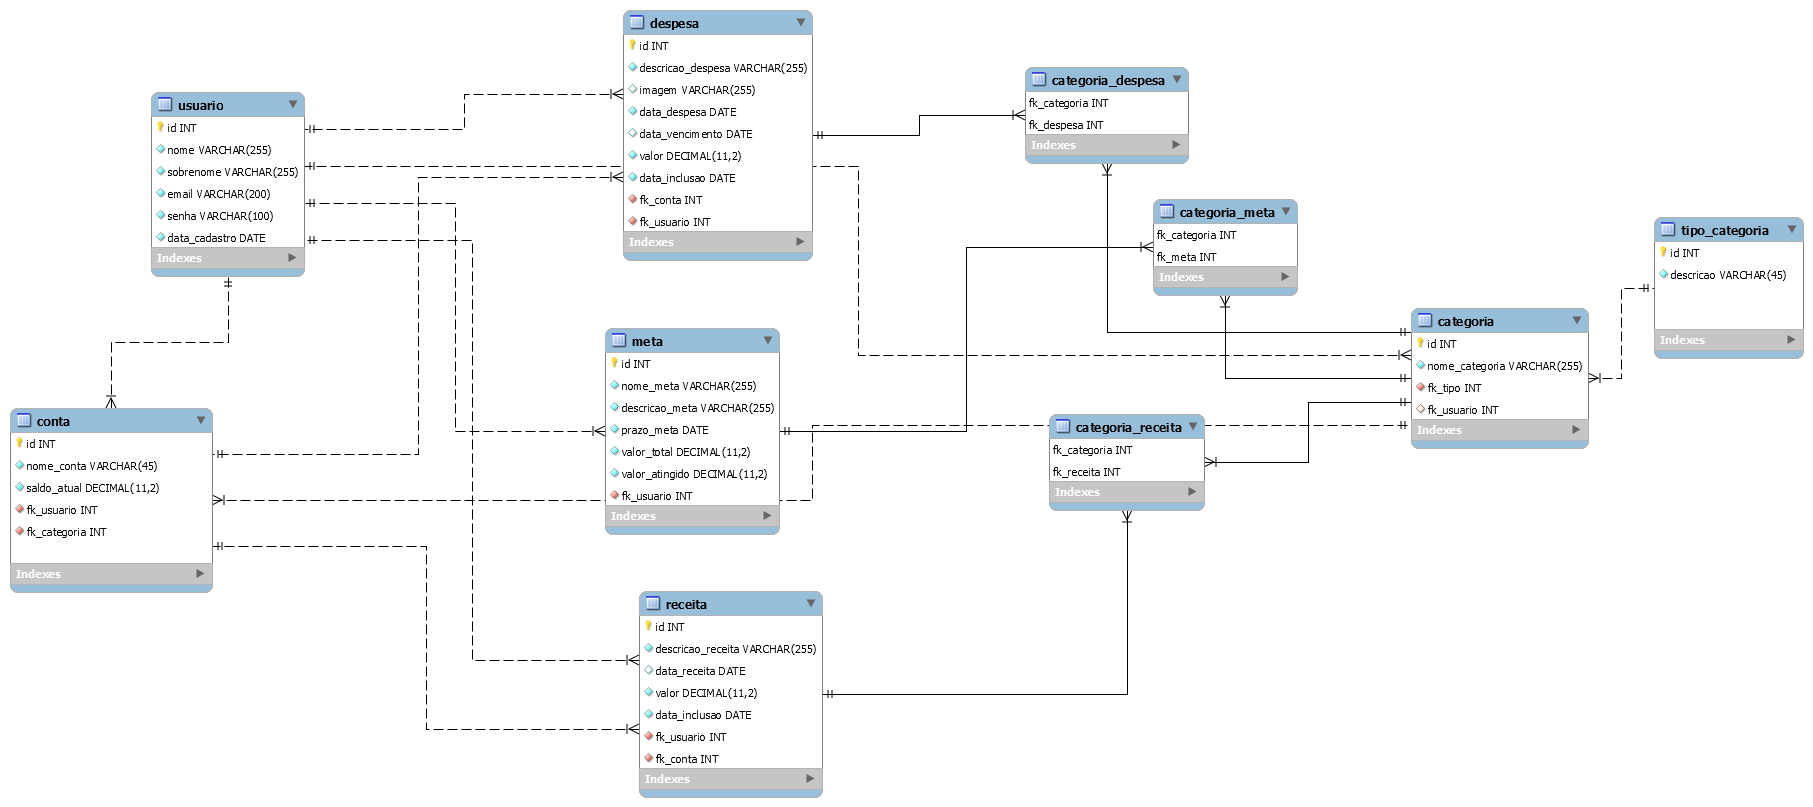 despesa
id INT
descricao_despesa VARCHAR(255)
imagem VARCHAR(255)
data_despesa DATE
data_vencimento DATE
valor DECIMAL(11,2)
data_inclusao DATE
fk_conta INT
fk_usuario INT
Indexes
categoria_despesa
fk_categoria INT
fk_despesa INT
Indexes
usuario
id INT
nome VARCHAR(255)
sobrenome VARCHAR(255)
email VARCHAR(200)
senha VARCHAR(100)
data_cadastro DATE
Indexes
categoria_meta
fk_categoria INT
fk_meta INT
Indexes
tipo_categoria
id INT
descricao VARCHAR(45)
Indexes
categoria
id INT
nome_categoria VARCHAR(255)
fk_tipo INT
fk_usuario INT
Indexes
meta
id INT
nome_meta VARCHAR(255)
descricao_meta VARCHAR(255)
prazo_meta DATE
valor_total DECIMAL(11,2)
valor_atingido DECIMAL(11,2)
fk_usuario INT
Indexes
conta
id INT
nome_conta VARCHAR(45)
saldo_atual DECIMAL(11,2)
fk_usuario INT
fk_categoria INT
Indexes
categoria_receita
fk_categoria INT
fk_receita INT
Indexes
receita
id INT
descricao_receita VARCHAR(255)
data_receita DATE
valor DECIMAL(11,2)
data_inclusao DATE
fk_usuario INT
fk_conta INT
Indexes